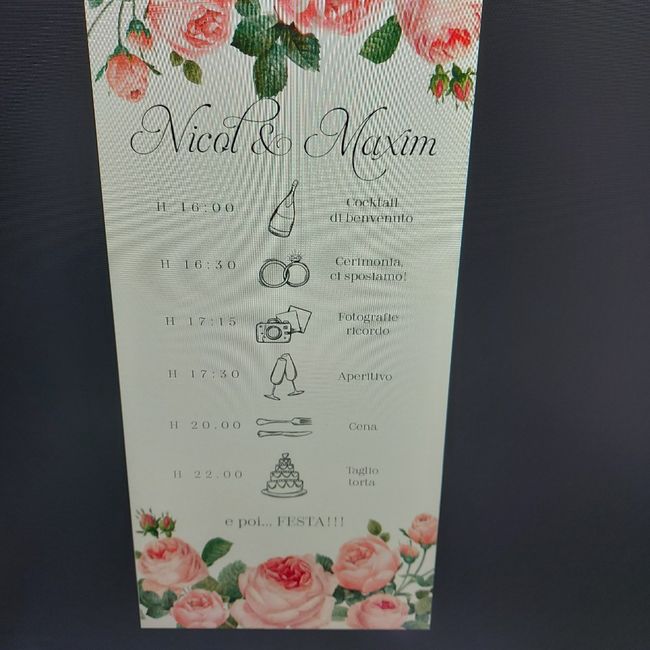 Nicol & Maxim
H 16:00
Cocktail
di benvenuto
H 16:30
Cerimonia,
ci spostiamo!
H 17:15
Fotografie
ricordo
H 17:30
Aperitivo
H 20.00
Cena
H 22.00
Taglio
torta
e poi... FESTA!!!